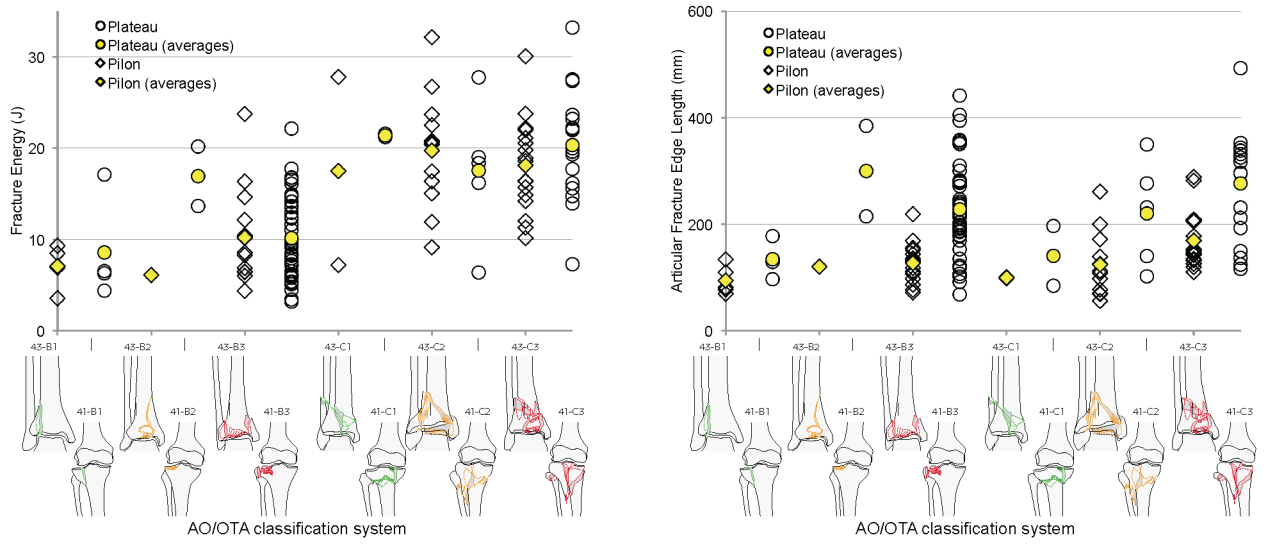 Fracture Energy (J)
30
20
10
0
Plateau
Plateau (averages)
Pilon
Pilon (averages)
43-B1
43-B2
43-B3
43-C1
43-C2
43-C3
41-B1
41-B2
41-B3
41-C1
41-C2
41-C3
AO/OTA classification system
Articular Fracture Edge Length (mm)
600
400
200
0
Plateau
Plateau (averages)
Pilon
Pilon (averages)
43-B1
43-B2
43-B3
43-C1
43-C2
43-C3
41-B1
41-B2
41-B3
41-C1
41-C2
41-C3
AO/OTA classification system